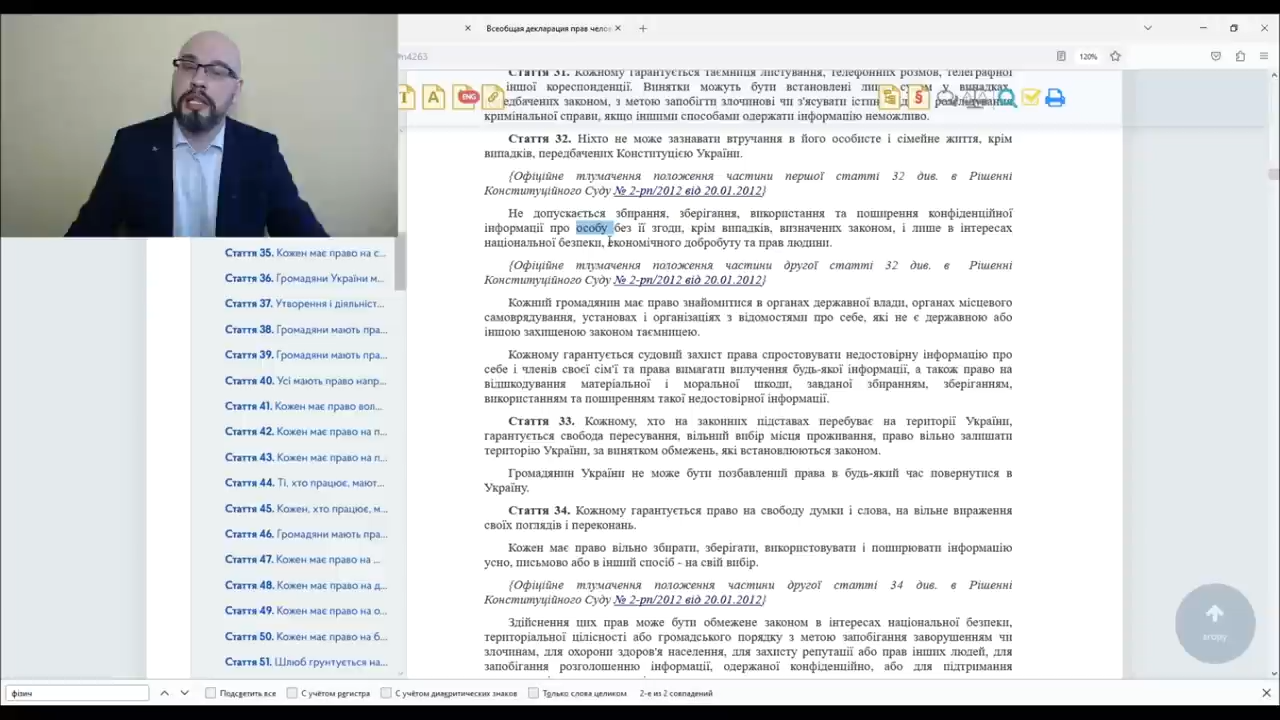 Всеобщая декларация прав чело
n4263
120%
Стаття 31. Кожному гарантується таємниця листування, телефонних розмов, телеграфної
іншої кореспонденції. Винятки можуть бути встановлені
передбачених законом, з метою запобігти злочинові чи з'ясувати
кримінальної справи, якщо іншими способами одержати інформацію неможливо.
T A ENG §
Стаття 32. Ніхто не може зазнавати втручання в його особисте і сімейне життя, крім
випадків, передбачених Конституцією України.
{Офіційне тлумачення положення частини першої статті 32 див. в Рішенні
Конституційного Суду № 2-рп/2012 від 20.01.2012}
Не допускається збирання, зберігання, використання та поширення конфіденційної
інформації про особу без її згоди, крім випадків, визначених законом, і лише в інтересах
національної безпеки, економічного добробуту та прав людини.
{Офіційне тлумачення положення частини другої статті 32 див. в Рішенні
Конституційного Суду № 2-рп/2012 від 20.01.2012}
Кожний громадянин має право знайомитися в органах державної влади, органах місцевого
самоврядування, установах і організаціях з відомостями про себе, які не є державною або
іншою захищеною законом таємницею.
Кожному гарантується судовий захист права спростовувати недостовірну інформацію про
себе і членів своєї сім'ї та права вимагати вилучення будь-якої інформації, а також право на
відшкодування матеріальної і моральної шкоди, завданої збиранням, зберіганням,
використанням та поширенням такої недостовірної інформації.
Стаття 33. Кожному, хто на законних підставах перебуває на території України,
гарантується свобода пересування, вільний вибір місця проживання, право вільно залишати
територію України, за винятком обмежень, які встановлюються законом.
Громадянин України не може бути позбавлений права в будь-який час повернутися в
Україну.
Стаття 34. Кожному гарантується право на свободу думки і слова, на вільне вираження
своїх поглядів і переконань.
Кожен має право вільно збирати, зберігати, використовувати і поширювати інформацію
усно, письмово або в інший спосіб - на свій вибір.
{Офіційне тлумачення положення частини другої статті 34 див. в Рішенні
Конституційного Суду № 2-рп/2012 від 20.01.2012}
Здійснення цих прав може бути обмежене законом в інтересах національної безпеки,
територіальної цілісності або громадського порядку з метою запобігання заворушенням чи
злочинам, для охорони здоров'я населення, для захисту репутації або прав інших людей, для
запобігання розголошенню інформації, одержаної конфіденційно, або для підтримання
Стаття 35. Кожен має право на с...
Стаття 36. Громадяни України м...
Стаття 37. Утворення і діяльніст...
Стаття 38. Громадяни мають пра...
Стаття 39. Громадяни мають пра...
Стаття 40. Усі мають право напр...
Стаття 41. Кожен має право вол...
Стаття 42. Кожен має право на п...
Стаття 43. Кожен має право на п...
Стаття 44. Ті, хто працює, мают...
Стаття 45. Кожен, хто працює, м...
Стаття 46. Громадяни мають пра...
Стаття 47. Кожен має право на ...
Стаття 48. Кожен має право на д...
Стаття 49. Кожен має право на о...
Стаття 50. Кожен має право на б...
Стаття 51. Шлюб ґрунтується на...
вгору
фізич
Подсветить все
С учётом регистра
С учётом диакритических знаков
Только слова целиком
2-е из 2 совпадений